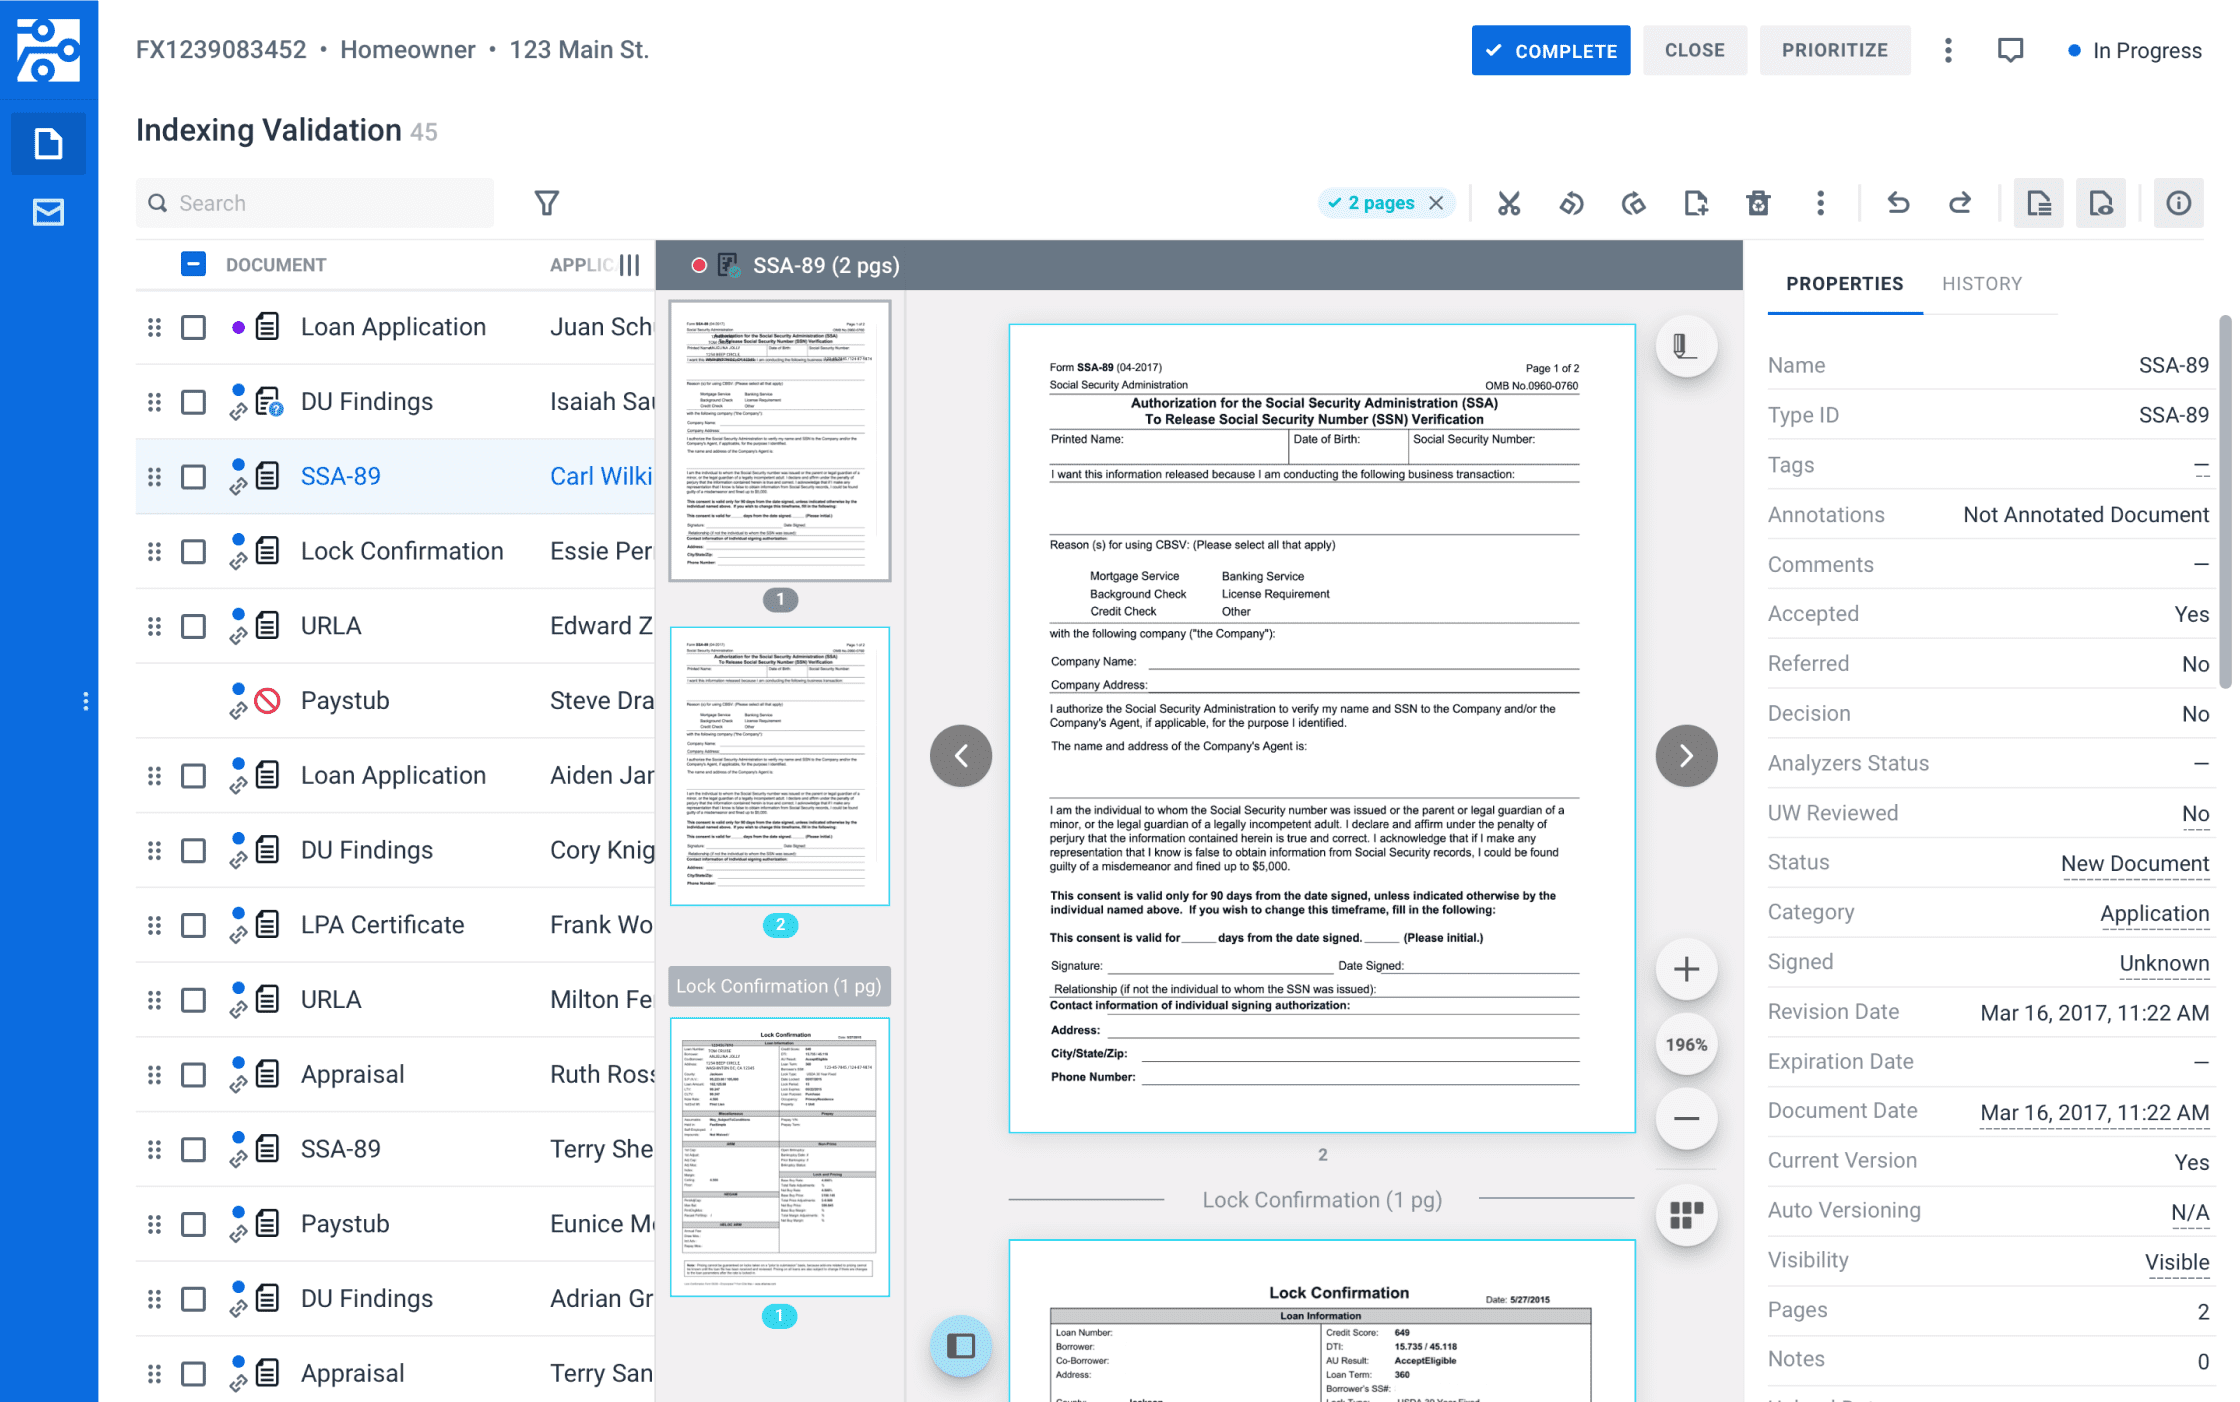 FX1239083452 • Homeowner • 123 Main St.
COMPLETE
CLOSE
PRIORITIZE
In Progress
Indexing Validation 45
Search
2 pages
DOCUMENT
APPLIC
Loan Application Juan Sch
DU Findings Isaiah Sau
SSA-89 Carl Wilki
Lock Confirmation Essie Per
URLA Edward Z
Paystub Steve Dra
Loan Application Aiden Jar
DU Findings Cory Knig
LPA Certificate Frank Wo
URLA Milton Fe
Appraisal Ruth Ross
SSA-89 Terry She
Paystub Eunice Mo
DU Findings Adrian Gr
Appraisal Terry San
SSA-89 (2 pgs)
1
2
Lock Confirmation (1 pg)
Lock Confirmation
1
Form SSA-89 (04-2017)
Page 1 of 2
Social Security Administration
OMB No.0960-0760
Authorization for the Social Security Administration (SSA)
To Release Social Security Number (SSN) Verification
Printed Name:
Date of Birth:
Social Security Number:
I want this information released because I am conducting the following business transaction:
Reason (s) for using CBSV: (Please select all that apply)
Mortgage Service
Banking Service
Background Check
License Requirement
Credit Check
Other
with the following company ("the Company"):
Company Name:
Company Address:
I authorize the Social Security Administration to verify my name and SSN to the Company and/or the
Company's Agent, if applicable, for the purpose I identified.
The name and address of the Company's Agent is:
I am the individual to whom the Social Security number was issued or the parent or legal guardian of a
minor, or the legal guardian of a legally incompetent adult. I declare and affirm under the penalty of
perjury that the information contained herein is true and correct. I acknowledge that if I make any
representation that I know is false to obtain information from Social Security records, I could be found
guilty of a misdemeanor and fined up to $5,000.
This consent is valid only for 90 days from the date signed, unless indicated otherwise by the
individual named above. If you wish to change this timeframe, fill in the following:
This consent is valid for_____ days from the date signed. _____ (Please initial.)
Signature:
Date Signed:
Relationship (if not the individual to whom the SSN was issued):
Contact information of individual signing authorization:
Address:
City/State/Zip:
Phone Number:
2
Lock Confirmation (1 pg)
Lock Confirmation
Date: 5/27/2015
Loan Information
Loan Number:
Credit Score: 649
Borrower:
DTI: 15.735 / 45.118
Co-Borrower:
AU Result: AcceptEligible
Address:
Loan Term: 360
Borrower's SS#:
196%
PROPERTIES
HISTORY
Name SSA-89
Type ID SSA-89
Tags –
Annotations Not Annotated Document
Comments –
Accepted Yes
Referred No
Decision No
Analyzers Status –
UW Reviewed No
Status New Document
Category Application
Signed Unknown
Revision Date Mar 16, 2017, 11:22 AM
Expiration Date –
Document Date Mar 16, 2017, 11:22 AM
Current Version Yes
Auto Versioning N/A
Visibility Visible
Pages 2
Notes 0